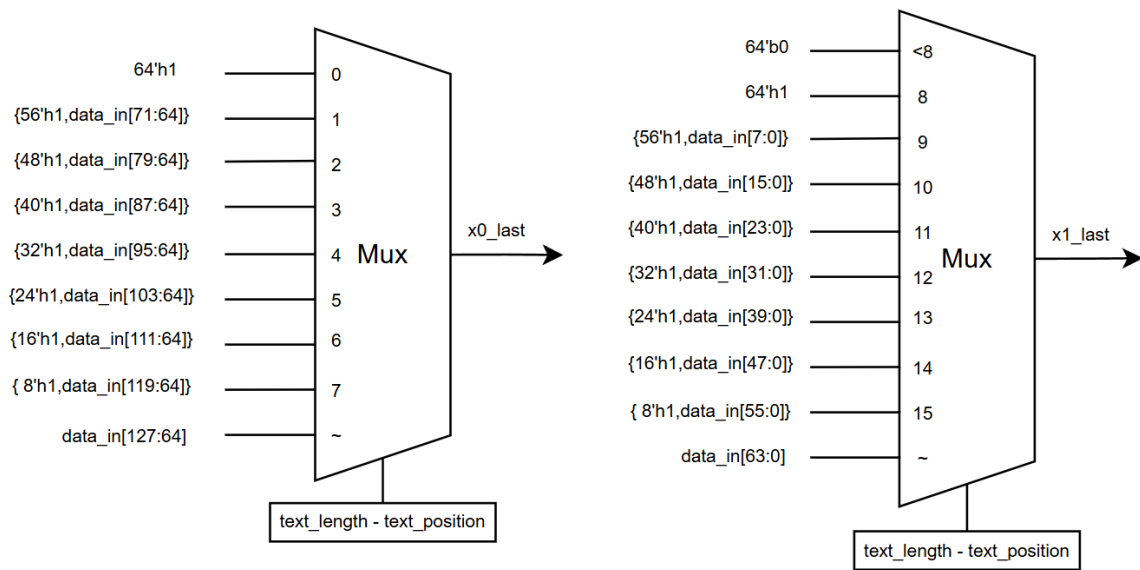 64'h1
0
{56'h1,data_in[71:64]}
1
{48'h1,data_in[79:64]}
2
{40'h1,data_in[87:64]}
3
{32'h1,data_in[95:64]}
4
{24'h1,data_in[103:64]}
5
{16'h1,data_in[111:64]}
6
{ 8'h1,data_in[119:64]}
7
data_in[127:64]
~
Mux
x0_last
text_length - text_position
64'b0
<8
64'h1
8
{56'h1,data_in[7:0]}
9
{48'h1,data_in[15:0]}
10
{40'h1,data_in[23:0]}
11
{32'h1,data_in[31:0]}
12
{24'h1,data_in[39:0]}
13
{16'h1,data_in[47:0]}
14
{ 8'h1,data_in[55:0]}
15
data_in[63:0]
~
Mux
x1_last
text_length - text_position